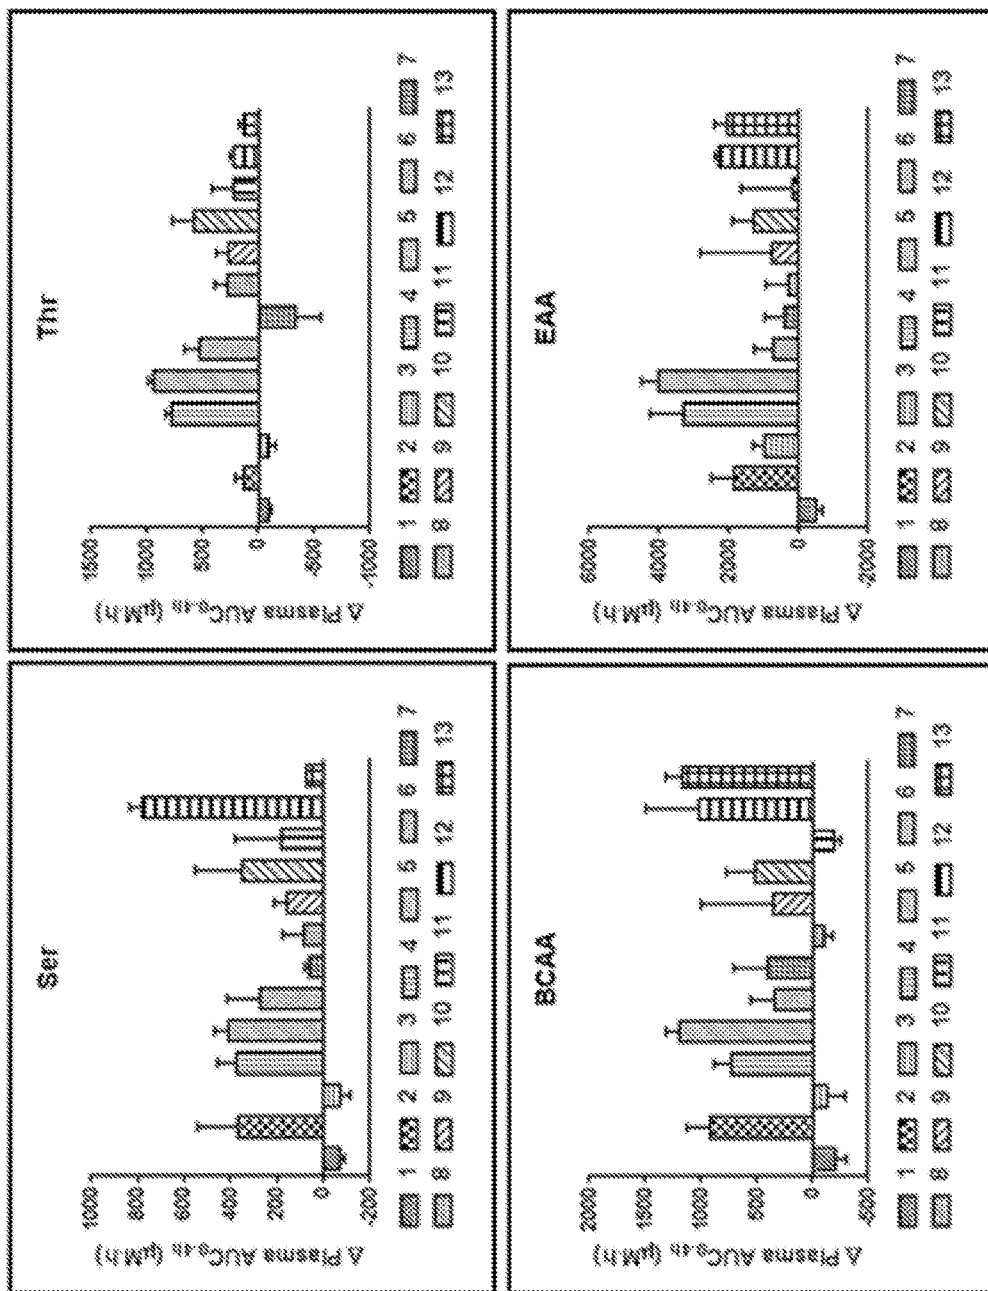 Ser
Δ Plasma AUC0-4h (µM·h)
1000
800
600
400
200
0
-200
1 2 3 4 5 6 7
8 9 10 11 12 13
Thr
Δ Plasma AUC0-4h (µM·h)
1500
1000
500
0
-500
-1000
1 2 3 4 5 6 7
8 9 10 11 12 13
BCAA
Δ Plasma AUC0-4h (µM·h)
2000
1500
1000
500
0
-500
1 2 3 4 5 6 7
8 9 10 11 12 13
EAA
Δ Plasma AUC0-4h (µM·h)
6000
4000
2000
0
-2000
1 2 3 4 5 6 7
8 9 10 11 12 13